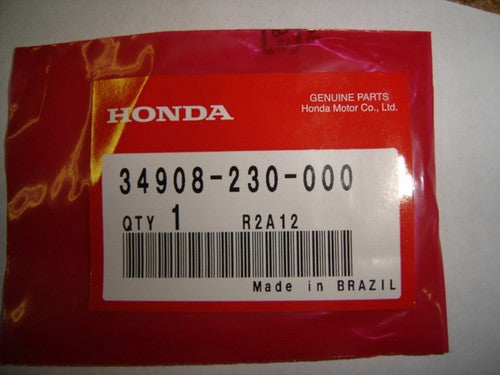 HONDA
GENUINE PARTS
Honda Motor Co., Ltd.
34908-230-000
QTY 1 R2A12
Made in BRAZIL